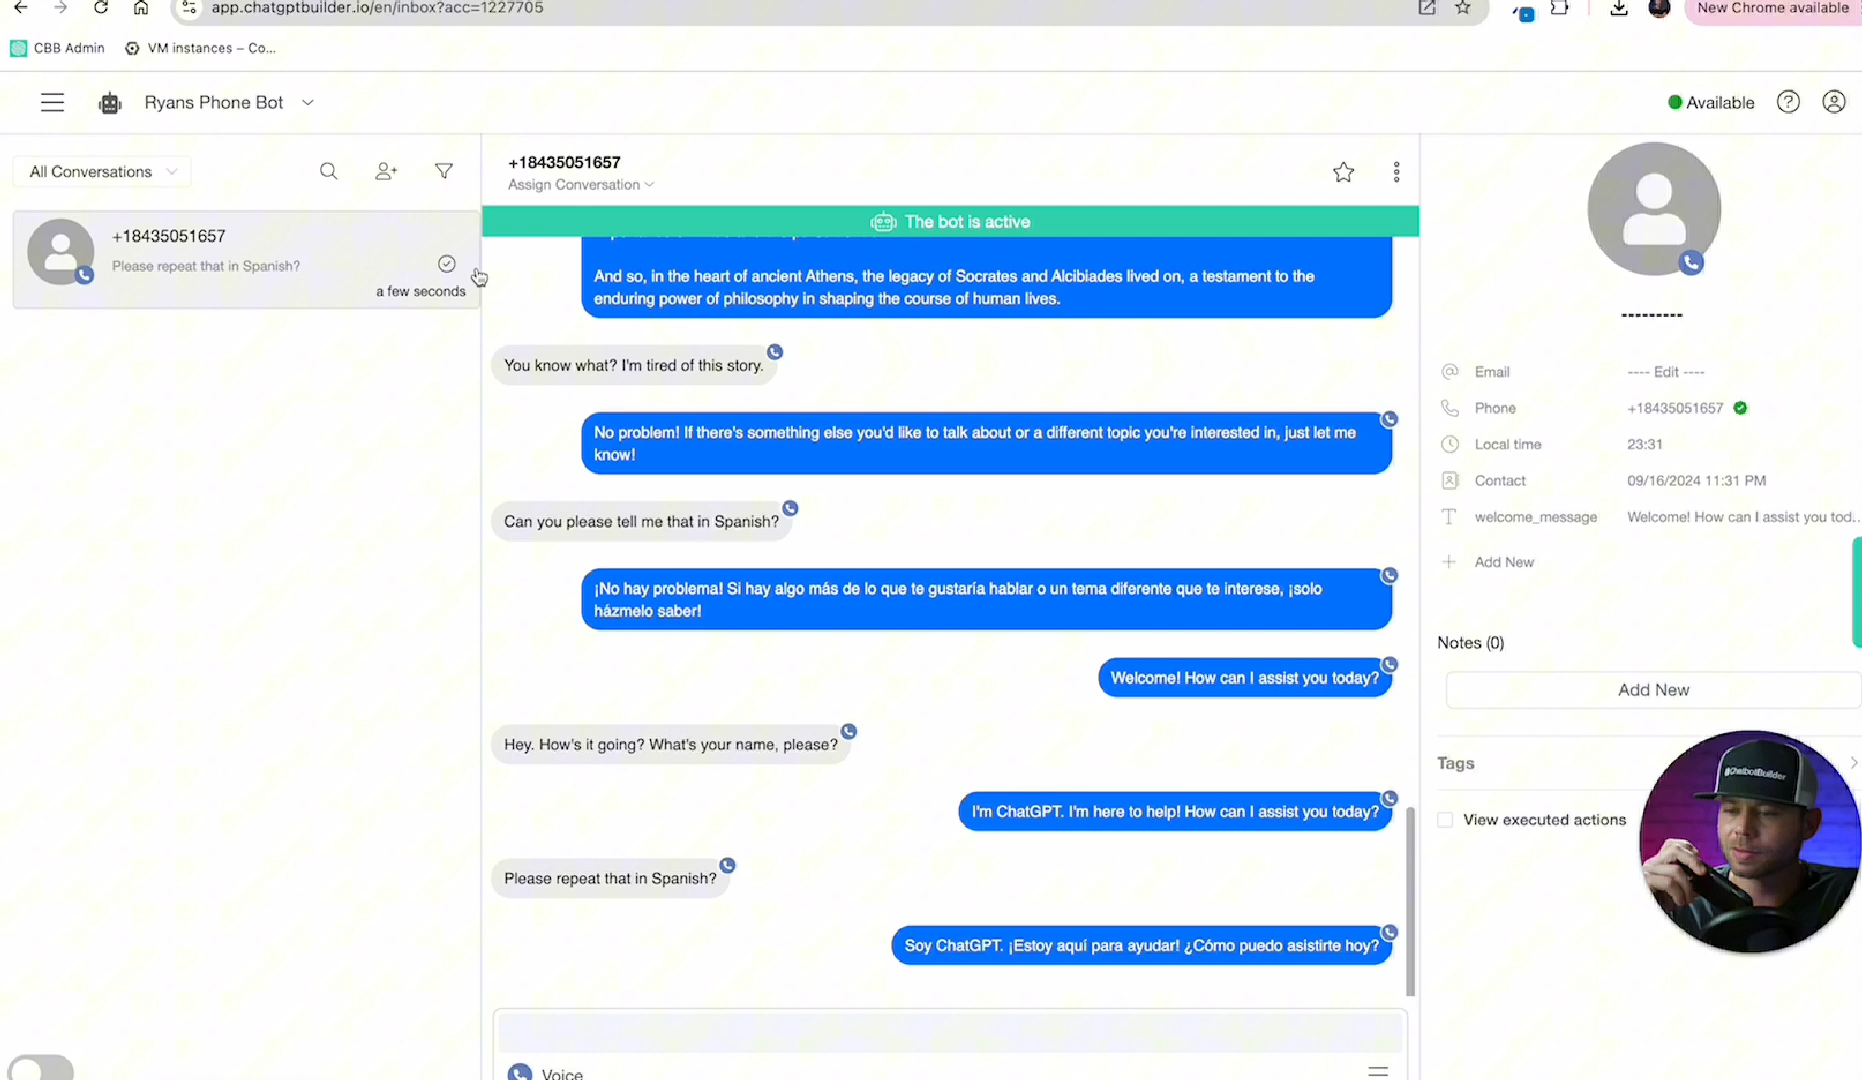 app.chatgptbuilder.io/en/inbox?acc=1227705
New Chrome available
CBB Admin
VM instances – Co...
Ryans Phone Bot
Available
All Conversations
+18435051657
Please repeat that in Spanish?
a few seconds
+18435051657
Assign Conversation
The bot is active
And so, in the heart of ancient Athens, the legacy of Socrates and Alcibiades lived on, a testament to the
enduring power of philosophy in shaping the course of human lives.
You know what? I'm tired of this story.
No problem! If there's something else you'd like to talk about or a different topic you're interested in, just let me
know!
Can you please tell me that in Spanish?
¡No hay problema! Si hay algo más de lo que te gustaría hablar o un tema diferente que te interese, ¡solo
házmelo saber!
Welcome! How can I assist you today?
Hey. How's it going? What's your name, please?
I'm ChatGPT. I'm here to help! How can I assist you today?
Please repeat that in Spanish?
Soy ChatGPT. ¡Estoy aquí para ayudar! ¿Cómo puedo asistirte hoy?
Voice
---------
Email
---- Edit ----
Phone
+18435051657
Local time
23:31
Contact
09/16/2024 11:31 PM
welcome_message
Welcome! How can I assist you tod...
Add New
Notes (0)
Add New
Tags
View executed actions
#ChatbotBuilder